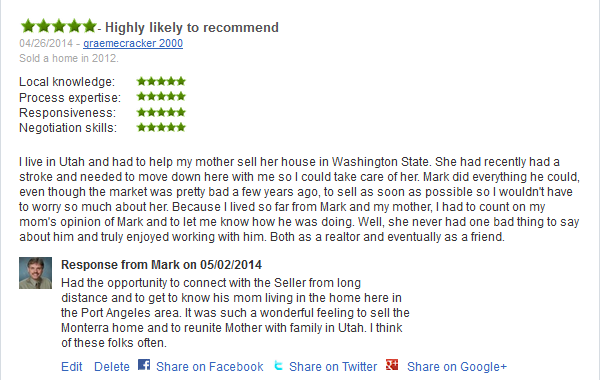 - Highly likely to recommend
04/26/2014 - graemecracker 2000
Sold a home in 2012.
Local knowledge:
Process expertise:
Responsiveness:
Negotiation skills:
I live in Utah and had to help my mother sell her house in Washington State. She had recently had a
stroke and needed to move down here with me so I could take care of her. Mark did everything he could,
even though the market was pretty bad a few years ago, to sell as soon as possible so I wouldn't have
to worry so much about her. Because I lived so far from Mark and my mother, I had to count on my
mom's opinion of Mark and to let me know how he was doing. Well, she never had one bad thing to say
about him and truly enjoyed working with him. Both as a realtor and eventually as a friend.
Response from Mark on 05/02/2014
Had the opportunity to connect with the Seller from long
distance and to get to know his mom living in the home here in
the Port Angeles area. It was such a wonderful feeling to sell the
Monterra home and to reunite Mother with family in Utah. I think
of these folks often.
Edit Delete Share on Facebook Share on Twitter Share on Google+